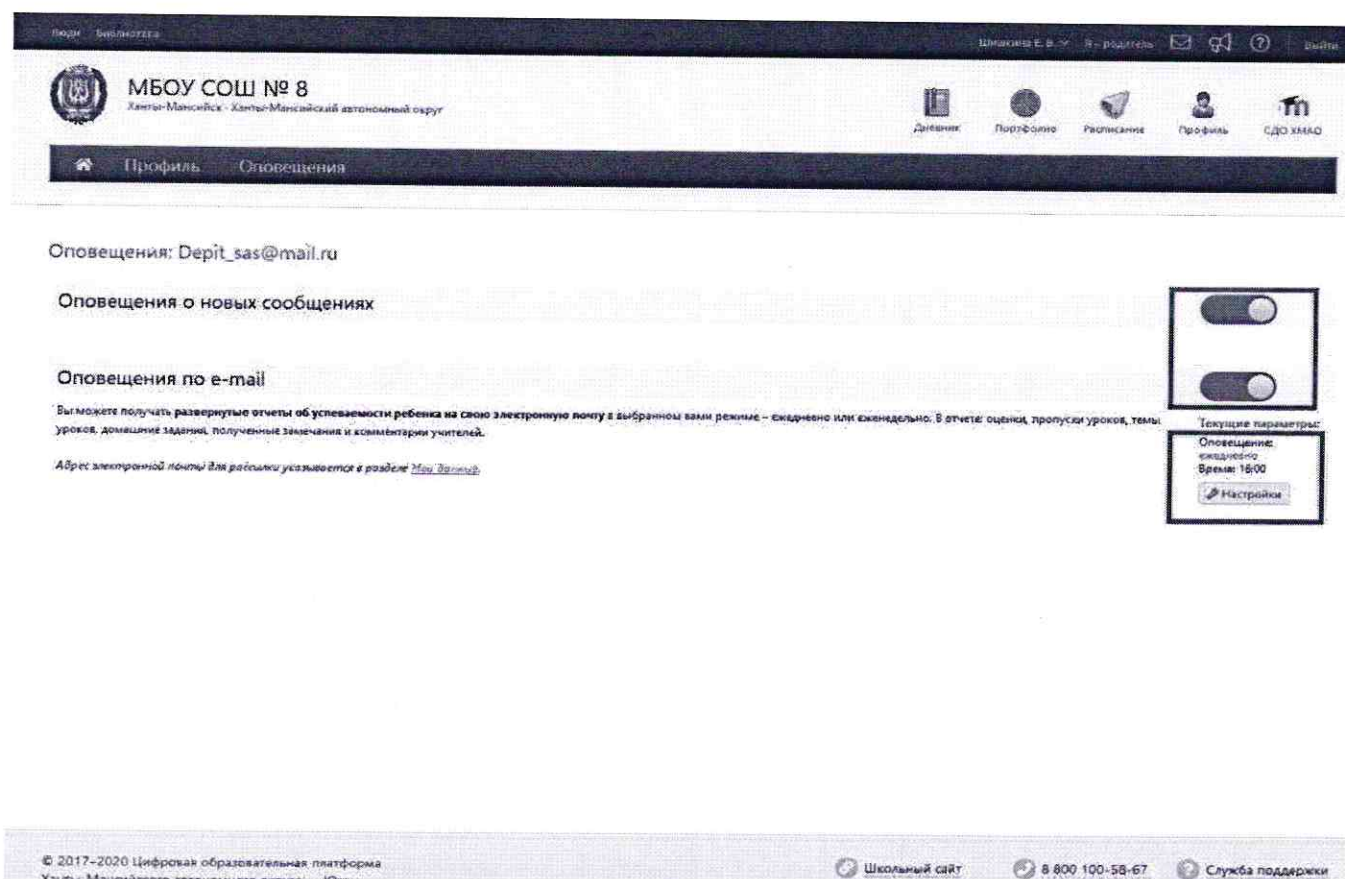 Люди Библиотека
Шишкина Е. В. Я - родитель Выйти
МБОУ СОШ № 8
Ханты-Мансийск - Ханты-Мансийский автономный округ
Дневник Портфолио Расписание Профиль СДО ХМАО
Профиль Оповещения
Оповещения: Depit_sas@mail.ru
Оповещения о новых сообщениях
Оповещения по e-mail
Вы можете получать развернутые отчеты об успеваемости ребенка на свою электронную почту в выбранном вами режиме – ежедневно или еженедельно. В отчете: оценки, пропуски уроков, темы
уроков, домашние задания, полученные замечания и комментарии учителей.
Адрес электронной почты для рассылки указывается в разделе Мои данные.
Текущие параметры:
Оповещение:
ежедневно
Время: 16:00
Настройки
© 2017-2020 Цифровая образовательная платформа
Школьный сайт 8 800 100-58-67 Служба поддержки